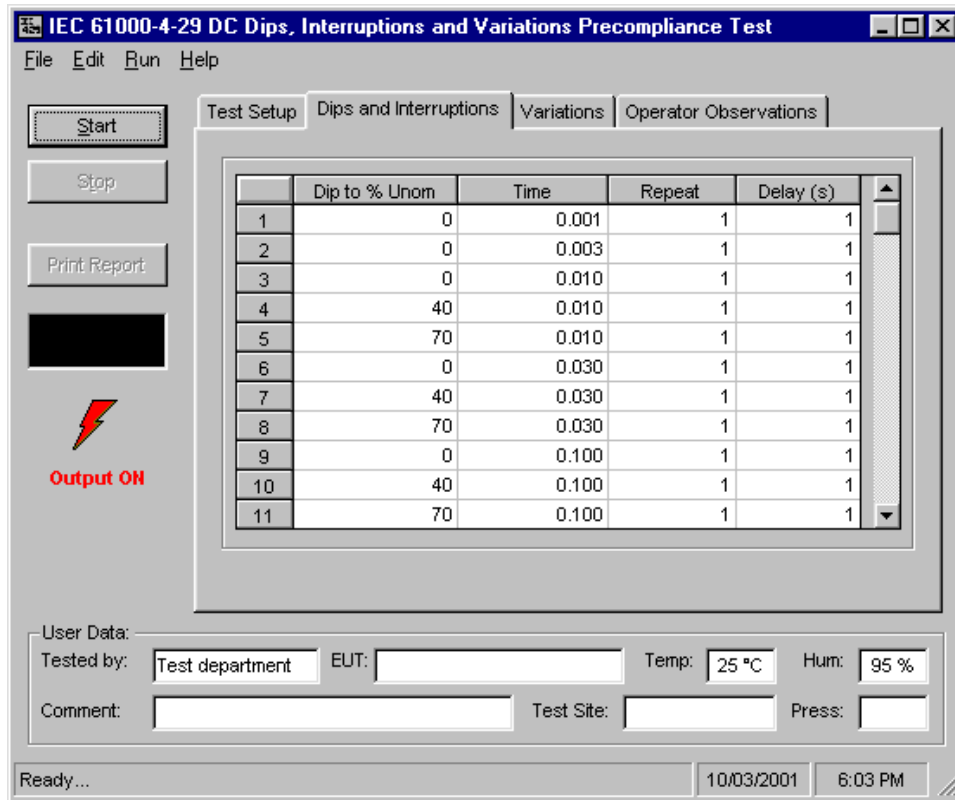 IEC 61000-4-29 DC Dips, Interruptions and Variations Precompliance Test
File Edit Run Help
Start
Stop
Print Report
Output ON
Test Setup Dips and Interruptions Variations Operator Observations
Dip to % Unom Time Repeat Delay (s)
1 0 0.001 1 1
2 0 0.003 1 1
3 0 0.010 1 1
4 40 0.010 1 1
5 70 0.010 1 1
6 0 0.030 1 1
7 40 0.030 1 1
8 70 0.030 1 1
9 0 0.100 1 1
10 40 0.100 1 1
11 70 0.100 1 1
User Data:
Tested by: Test department EUT: Temp: 25 °C Hum: 95 %
Comment: Test Site: Press:
Ready... 10/03/2001 6:03 PM